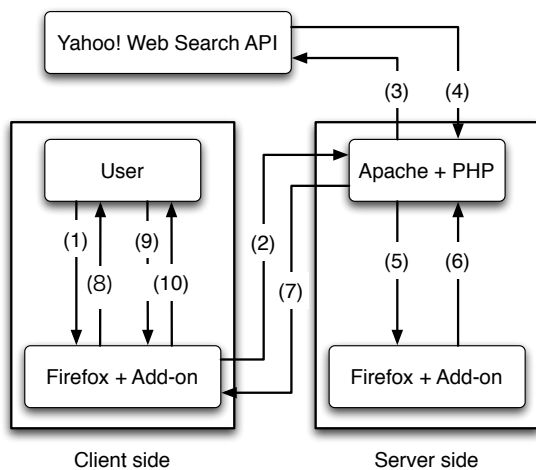 Yahoo! Web Search API
(3)
(4)
User
Apache + PHP
(1)
(9)
(2)
(8)
(10)
(7)
(5)
(6)
Firefox + Add-on
Firefox + Add-on
Client side
Server side